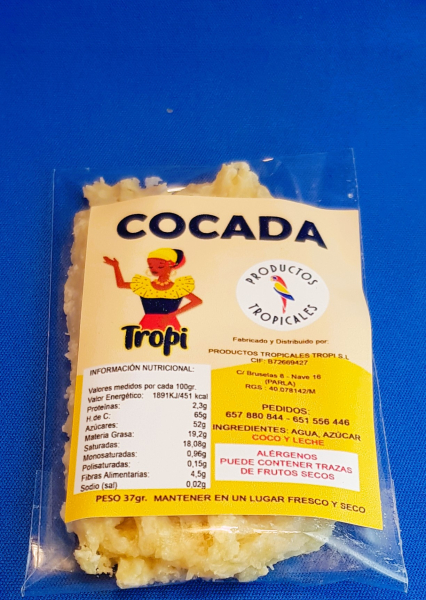 COCADA
Tropi
PRODUCTOS
TROPICALES
Fabricado y Distribuido por:
PRODUCTOS TROPICALES TROPI S.L
CIF: B72669427
C/ Bruselas 8 - Nave 16
(PARLA)
RGS : 40.078142/M
PEDIDOS:
657 880 844 - 651 556 446
INGREDIENTES: AGUA, AZÚCAR
COCO Y LECHE
ALÉRGENOS
PUEDE CONTENER TRAZAS
DE FRUTOS SECOS
INFORMACIÓN NUTRICIONAL:
Valores medidos por cada 100gr.
Valor Energético: 1891KJ/451 kcal
Proteínas: 2,3g
H. de C: 65g
Azúcares: 52g
Materia Grasa: 19,2g
Saturadas: 18,08g
Monosaturadas: 0,96g
Polisaturadas: 0,15g
Fibras Alimentarias: 4,5g
Sodio (sal) 0,02g
PESO 37gr. MANTENER EN UN LUGAR FRESCO Y SECO